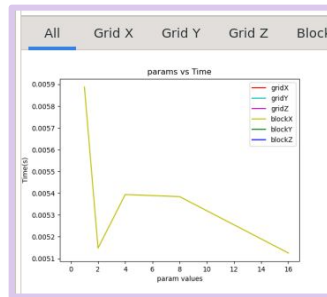 All Grid X Grid Y Grid Z Block
params vs Time
gridX
gridY
gridZ
blockX
blockY
blockZ
0.0059
0.0058
0.0057
0.0056
0.0055
0.0054
0.0053
0.0052
0.0051
Time(s)
0 2 4 6 8 10 12 14 16
param values